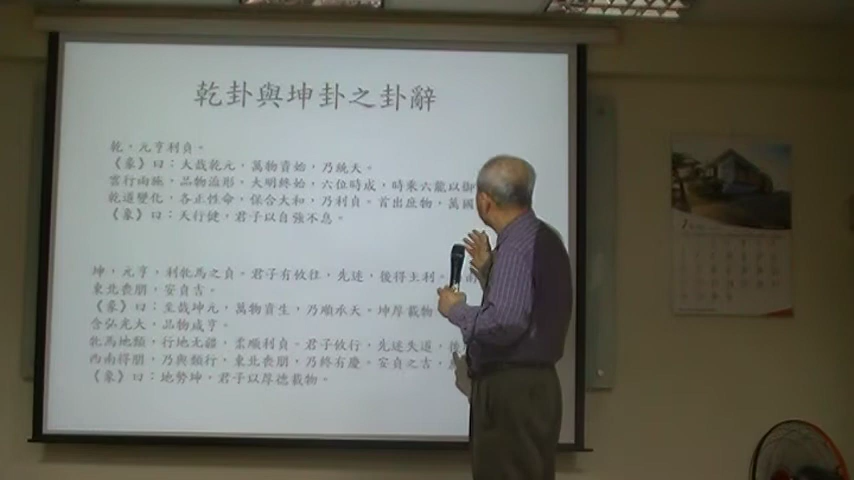 乾卦與坤卦之卦辭
乾，元亨利貞。
《彖》曰：大哉乾元，萬物資始，乃統天。
雲行雨施，品物流形，大明終始，六位時成，時乘六龍以御
乾道變化，各正性命，保合大和，乃利貞。首出庶物，萬國
《象》曰：天行健，君子以自強不息。
坤，元亨，利牝馬之貞。君子有攸往，先迷，後得主利。
東北喪朋，安貞吉。
《彖》曰：至哉坤元，萬物資生，乃順承天。坤厚載物
含弘光大，品物咸亨。
牝馬地類，行地无疆，柔順利貞。君子攸行，先迷失道，後
西南得朋，乃與類行，東北喪朋，乃終有慶。安貞之吉，
《象》曰：地勢坤，君子以厚德載物。